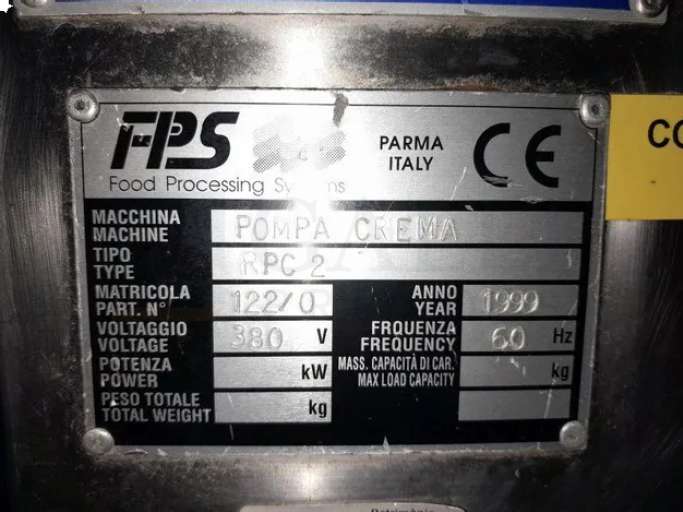 FPS
Food Processing Systems
PARMA
ITALY
CE
CO
MACCHINA
MACHINE
POMPA CREMA
TIPO
TYPE
RPC 2
MATRICOLA
PART. N°
122/0
ANNO
YEAR
1999
VOLTAGGIO
VOLTAGE
380 V
FRQUENZA
FREQUENCY
60 Hz
POTENZA
POWER
kW
MASS. CAPACITÀ DI CAR.
MAX LOAD CAPACITY
kg
PESO TOTALE
TOTAL WEIGHT
kg